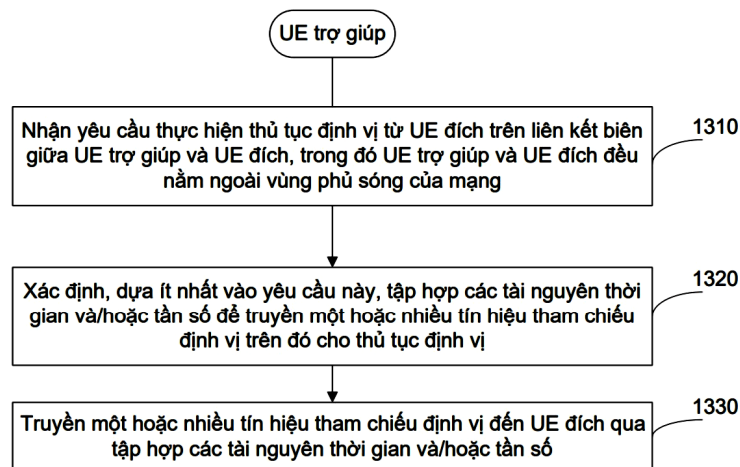 UE trợ giúp
Nhận yêu cầu thực hiện thủ tục định vị từ UE đích trên liên kết biên
giữa UE trợ giúp và UE đích, trong đó UE trợ giúp và UE đích đều
nằm ngoài vùng phủ sóng của mạng
1310
Xác định, dựa ít nhất vào yêu cầu này, tập hợp các tài nguyên thời
gian và/hoặc tần số để truyền một hoặc nhiều tín hiệu tham chiếu
định vị trên đó cho thủ tục định vị
1320
Truyền một hoặc nhiều tín hiệu tham chiếu định vị đến UE đích qua
tập hợp các tài nguyên thời gian và/hoặc tần số
1330